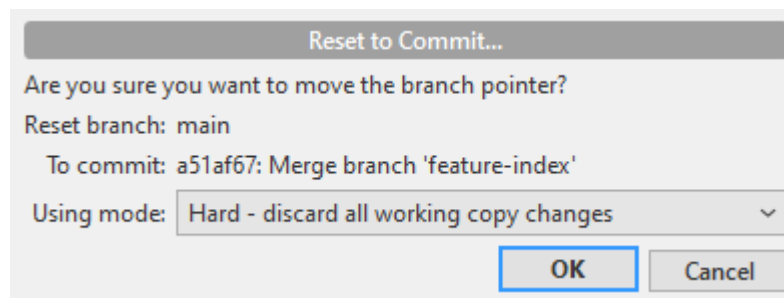 Reset to Commit...
Are you sure you want to move the branch pointer?
Reset branch: main
To commit: a51af67: Merge branch 'feature-index'
Using mode: Hard - discard all working copy changes
OK Cancel